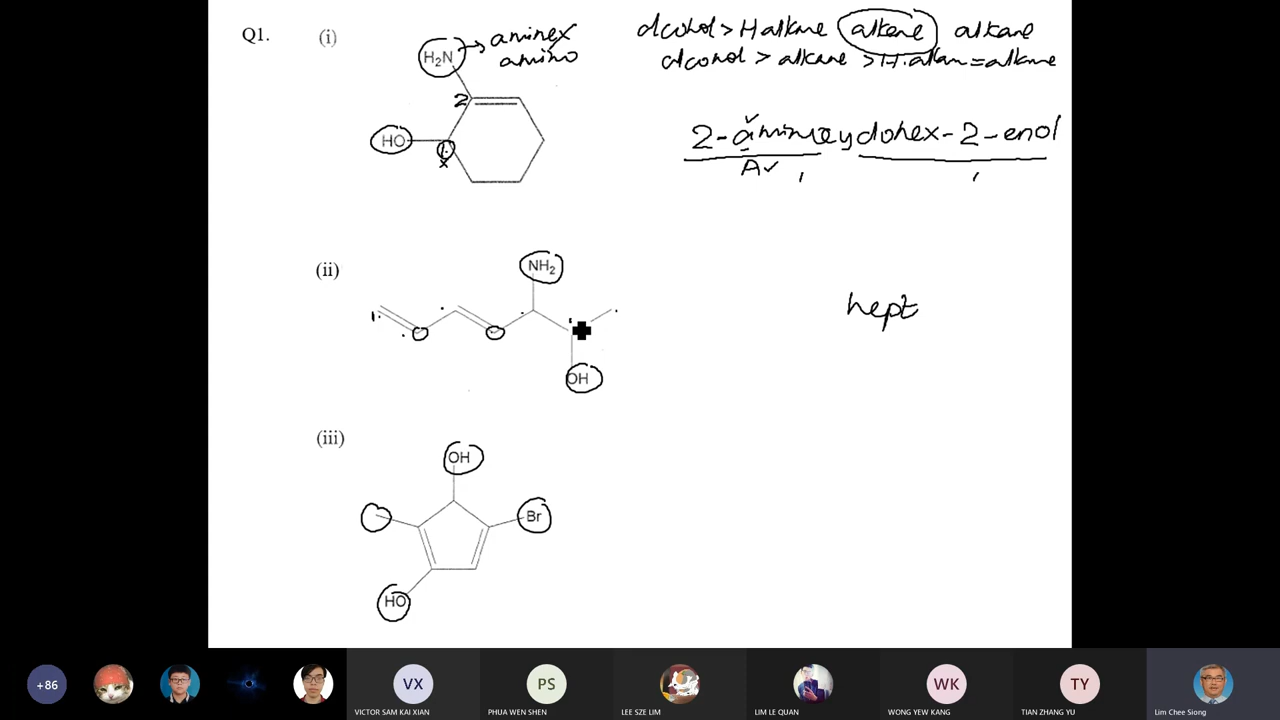 Q1.
(i)
H₂N
aminex
amino
2
HO
1
x
alcohol > H alkane alkene alkane
alcohol > alkene > H.alkan = alkane
2-aminocyclohex-2-enol
(ii)
NH₂
1
OH
hept
(iii)
OH
Br
HO
+86
VX
PS
WK
TY
VICTOR SAM KAI XIAN
PHUA WEN SHEN
LEE SZE LIM
LIM LE QUAN
WONG YEW KANG
TIAN ZHANG YU
Lim Chee Siong